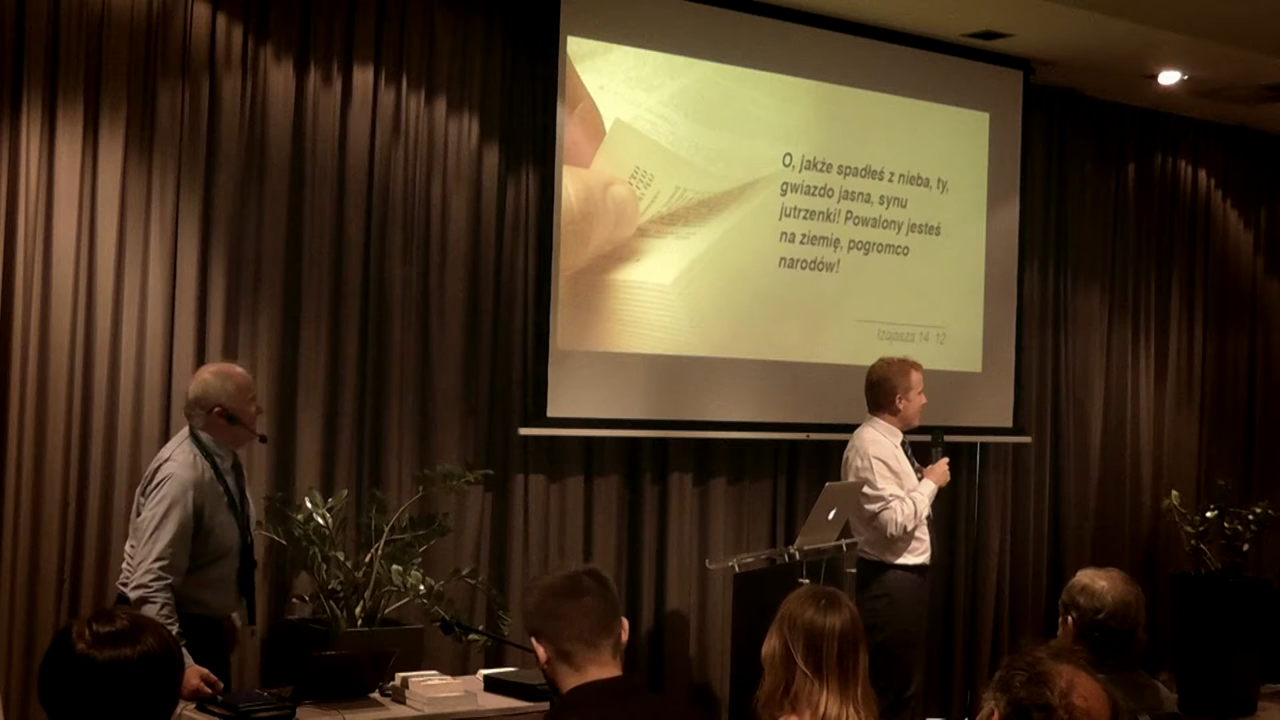 O, jakże spadłeś z nieba, ty,
gwiazdo jasna, synu
jutrzenki! Powalony jesteś
na ziemię, pogromco
narodów!
Izajasza 14 12